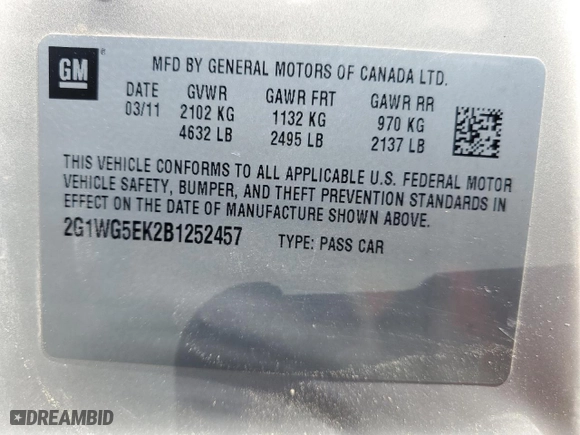 GM
MFD BY GENERAL MOTORS OF CANADA LTD.
DATE GVWR GAWR FRT GAWR RR
03/11 2102 KG 1132 KG 970 KG
4632 LB 2495 LB 2137 LB
THIS VEHICLE CONFORMS TO ALL APPLICABLE U.S. FEDERAL MOTOR
VEHICLE SAFETY, BUMPER, AND THEFT PREVENTION STANDARDS IN
EFFECT ON THE DATE OF MANUFACTURE SHOWN ABOVE.
2G1WG5EK2B1252457 TYPE: PASS CAR
DREAMBID